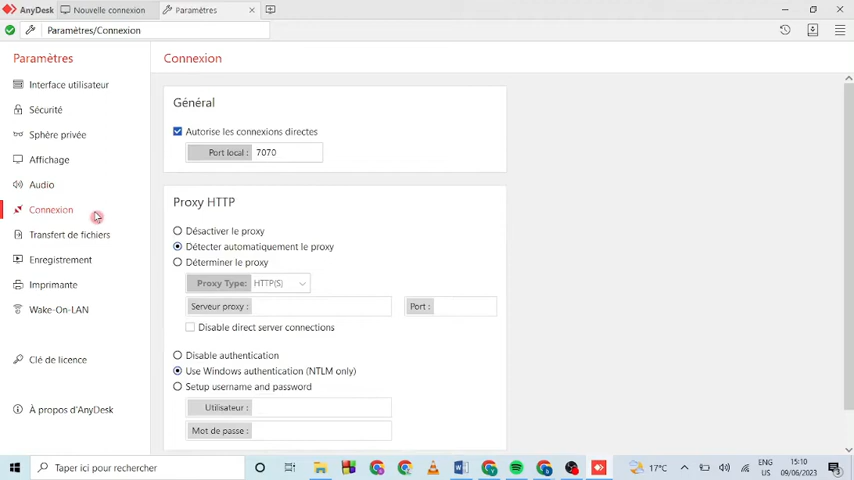 AnyDesk
Nouvelle connexion
Paramètres
Paramètres/Connexion
Paramètres
Interface utilisateur
Sécurité
Sphère privée
Affichage
Audio
Connexion
Transfert de fichiers
Enregistrement
Imprimante
Wake-On-LAN
Clé de licence
À propos d'AnyDesk
Connexion
Général
Autorise les connexions directes
Port local : 7070
Proxy HTTP
Désactiver le proxy
Détecter automatiquement le proxy
Déterminer le proxy
Proxy Type: HTTP(S)
Serveur proxy :
Port :
Disable direct server connections
Disable authentication
Use Windows authentication (NTLM only)
Setup username and password
Utilisateur :
Mot de passe :
Taper ici pour rechercher
17°C
ENG
US
15:10
09/06/2023
3